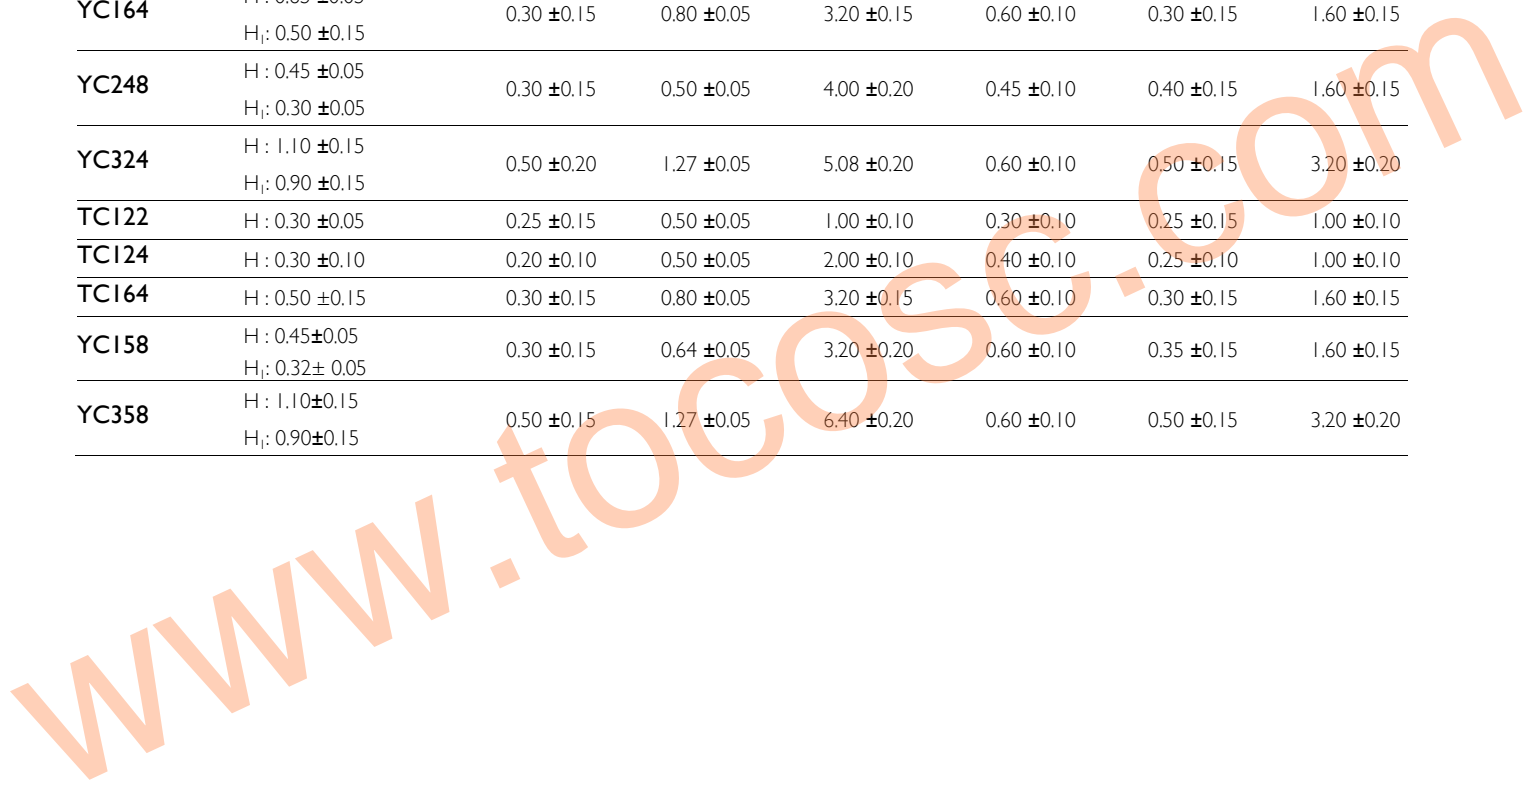 YC164 0.30 ±0.15 0.80 ±0.05 3.20 ±0.15 0.60 ±0.10 0.30 ±0.15 1.60 ±0.15
H₁: 0.50 ±0.15
YC248 H : 0.45 ±0.05 0.30 ±0.15 0.50 ±0.05 4.00 ±0.20 0.45 ±0.10 0.40 ±0.15 1.60 ±0.15
H₁: 0.30 ±0.05
YC324 H : 1.10 ±0.15 0.50 ±0.20 1.27 ±0.05 5.08 ±0.20 0.60 ±0.10 0.50 ±0.15 3.20 ±0.20
H₁: 0.90 ±0.15
TC122 H : 0.30 ±0.05 0.25 ±0.15 0.50 ±0.05 1.00 ±0.10 0.30 ±0.10 0.25 ±0.15 1.00 ±0.10
TC124 H : 0.30 ±0.10 0.20 ±0.10 0.50 ±0.05 2.00 ±0.10 0.40 ±0.10 0.25 ±0.10 1.00 ±0.10
TC164 H : 0.50 ±0.15 0.30 ±0.15 0.80 ±0.05 3.20 ±0.15 0.60 ±0.10 0.30 ±0.15 1.60 ±0.15
YC158 H : 0.45±0.05 0.30 ±0.15 0.64 ±0.05 3.20 ±0.20 0.60 ±0.10 0.35 ±0.15 1.60 ±0.15
H₁: 0.32± 0.05
YC358 H : 1.10±0.15 0.50 ±0.15 1.27 ±0.05 6.40 ±0.20 0.60 ±0.10 0.50 ±0.15 3.20 ±0.20
H₁: 0.90±0.15
www.tocosc.com